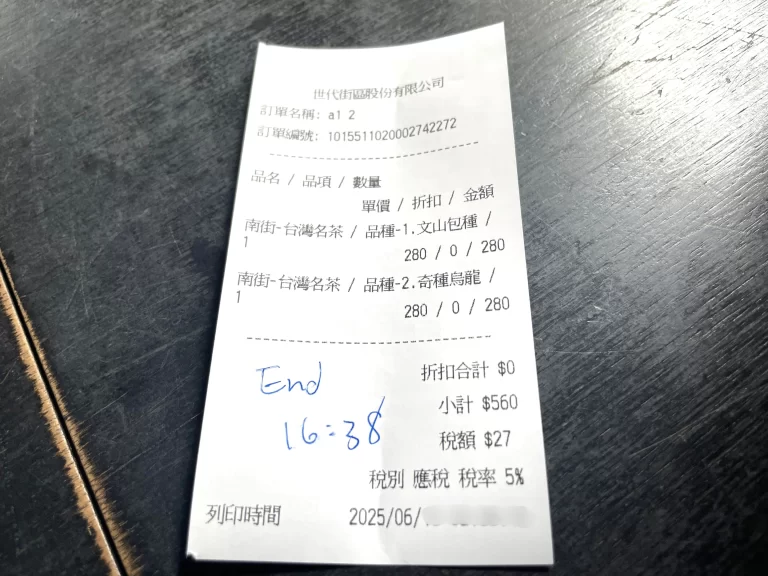 世代街區股份有限公司
訂單名稱: a1 2
訂單編號: 1015511020002742272
品名 / 品項 / 數量
單價 / 折扣 / 金額
南街-台灣名茶 / 品種-1.文山包種 /
1
280 / 0 / 280
南街-台灣名茶 / 品種-2.奇種烏龍 /
1
280 / 0 / 280
折扣合計 $0
小計 $560
稅額 $27
稅別 應稅 稅率 5%
End
16:38
列印時間 2025/06/